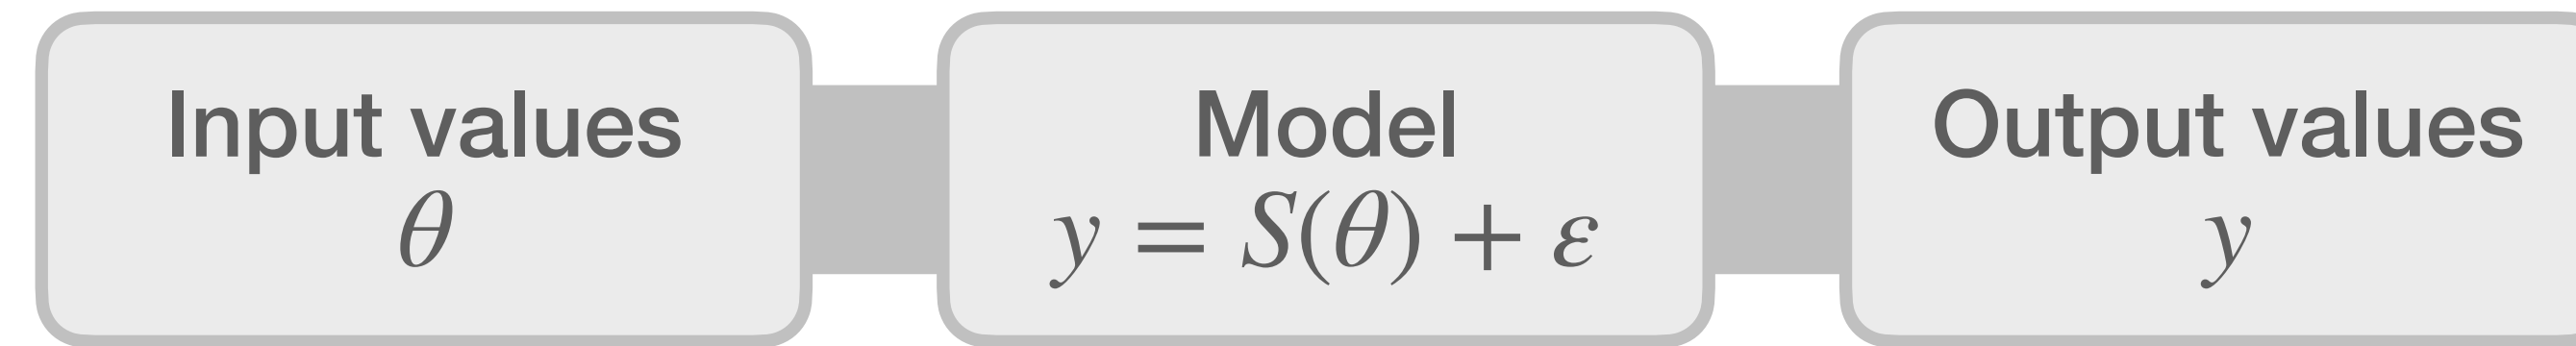 Input values
θ
Model
y = S(θ) + ε
Output values
y